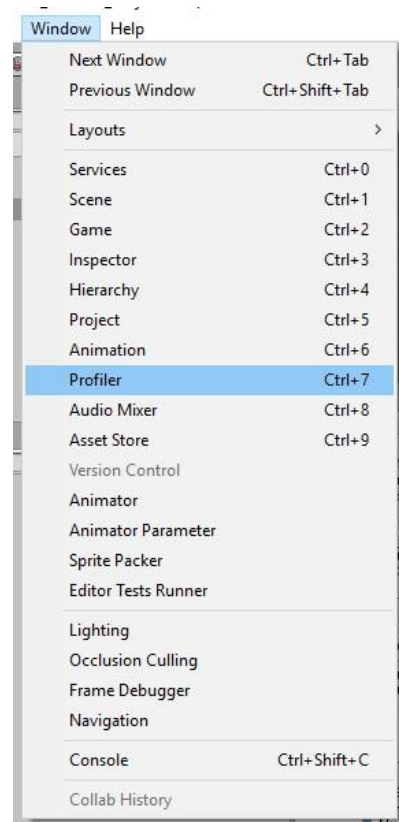 Window Help
Next Window Ctrl+Tab
Previous Window Ctrl+Shift+Tab
Layouts >
Services Ctrl+0
Scene Ctrl+1
Game Ctrl+2
Inspector Ctrl+3
Hierarchy Ctrl+4
Project Ctrl+5
Animation Ctrl+6
Profiler Ctrl+7
Audio Mixer Ctrl+8
Asset Store Ctrl+9
Version Control
Animator
Animator Parameter
Sprite Packer
Editor Tests Runner
Lighting
Occlusion Culling
Frame Debugger
Navigation
Console Ctrl+Shift+C
Collab History